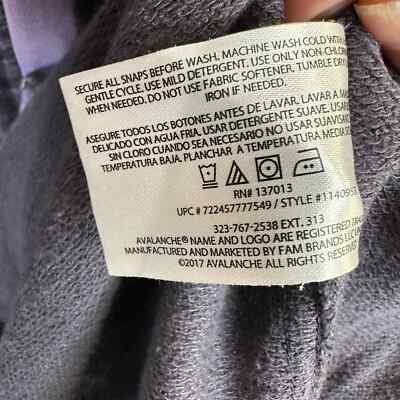 SECURE ALL SNAPS BEFORE WASH. MACHINE WASH COLD WITH
GENTLE CYCLE. USE MILD DETERGENT. USE ONLY NON-CHLOR
WHEN NEEDED. DO NOT USE FABRIC SOFTENER. TUMBLE DRY
IRON IF NEEDED.
ASEGURE TODOS LOS BOTONES ANTES DE LAVAR. LAVAR A
DELICADO CON AGUA FRIA. USAR DETERGENTE SUAVE. USAR
SIN CLORO CUANDO SEA NECESARIO NO USAR SUAVIZANTE
TEMPERATURA BAJA. PLANCHAR A TEMPERATURA MEDIA
RN# 137013
UPC # 722457777549 / STYLE #114095
323-767-2538 EXT. 313
AVALANCHE® NAME AND LOGO ARE REGISTERED
MANUFACTURED AND MARKETED BY FAM BRANDS LLC
©2017 AVALANCHE ALL RIGHTS